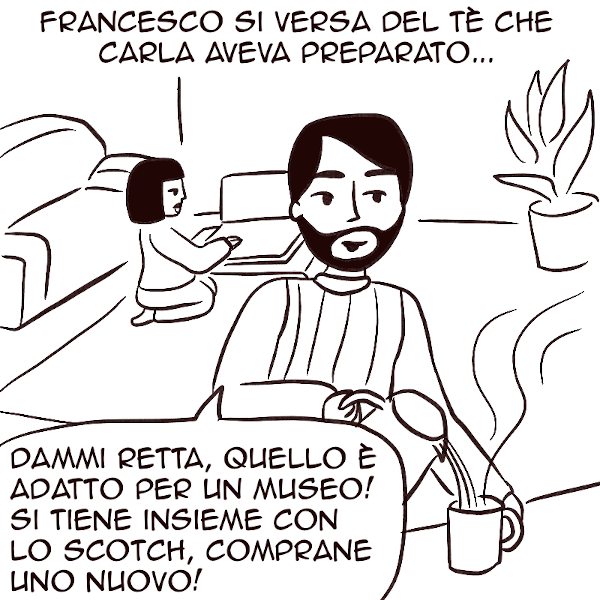 FRANCESCO SI VERSA DEL TÈ CHE
CARLA AVEVA PREPARATO...
DAMMI RETTA, QUELLO È
ADATTO PER UN MUSEO!
SI TIENE INSIEME CON
LO SCOTCH, COMPRANE
UNO NUOVO!